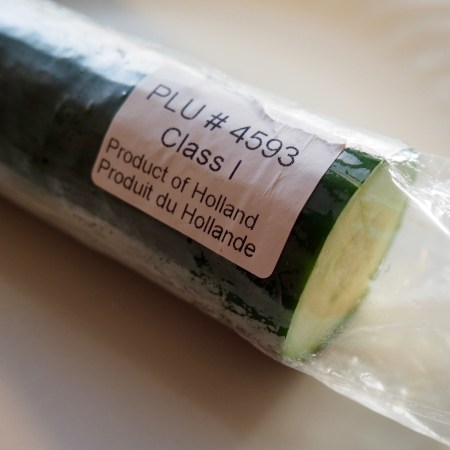 PLU # 4593
Class I
Product of Holland
Produit du Hollande